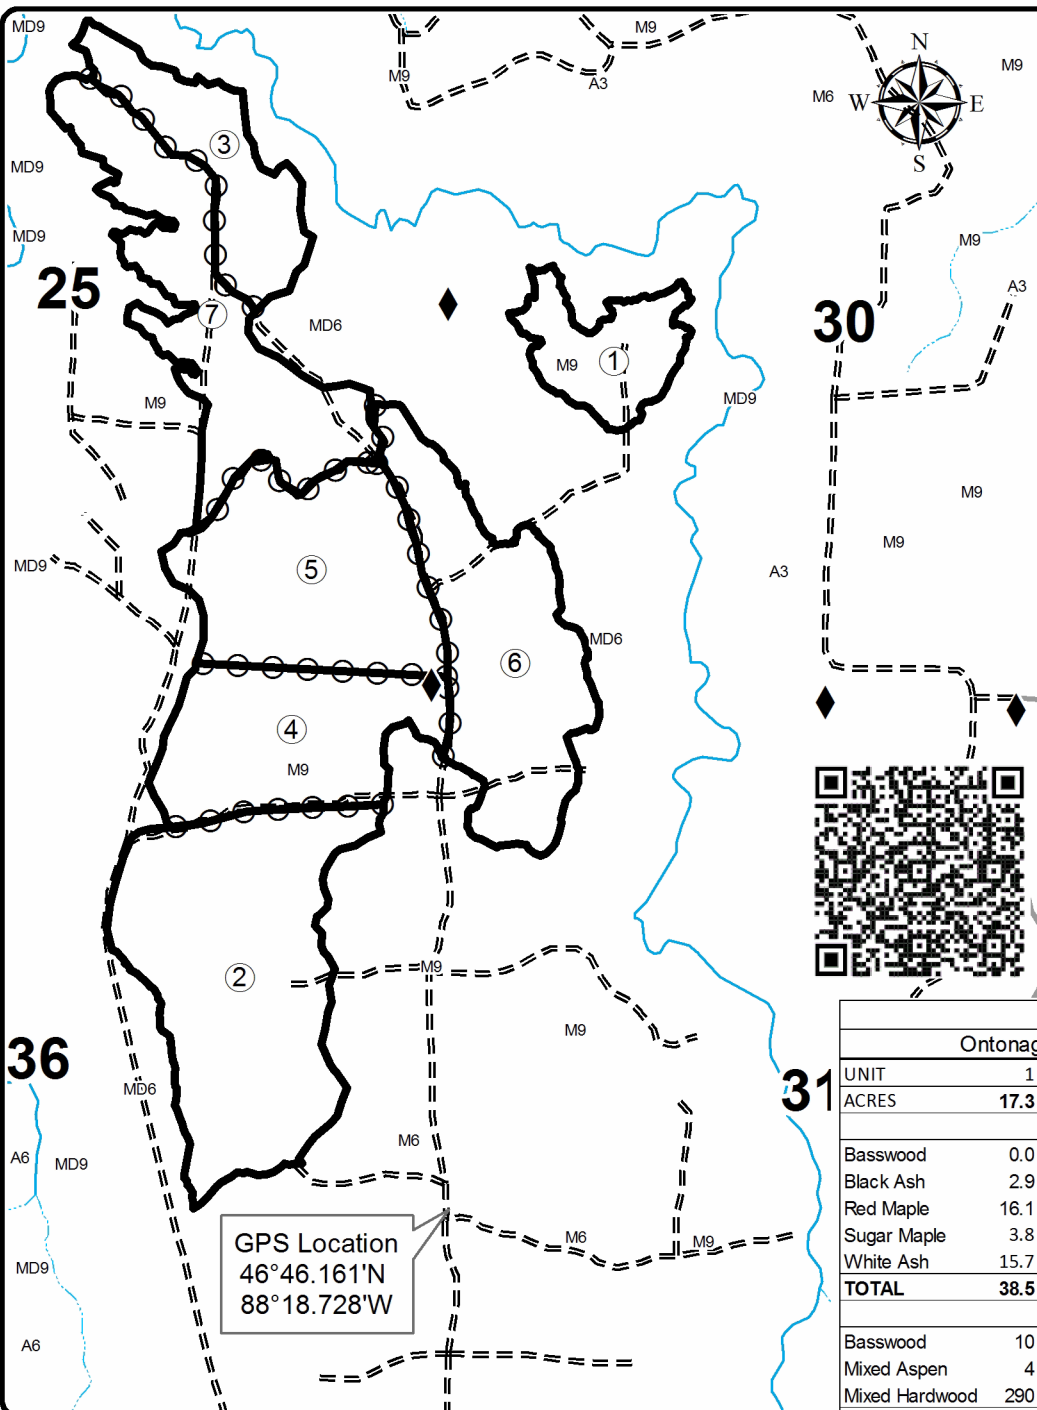 MD9
M9
M9
A3
M6
M9
N
W
E
S
3
MD9
MD9
M9
25
7
MD6
30
A3
M9
1
MD9
M9
M9
M9
5
MD9
A3
MD6
6
4
M9
2
M9
M9
36
31
MD6
M6
A6
MD9
M6
M9
MD9
A6
GPS Location
46°46.161'N
88°18.728'W
Ontonag
UNIT 1
ACRES 17.3
Basswood 0.0
Black Ash 2.9
Red Maple 16.1
Sugar Maple 3.8
White Ash 15.7
TOTAL 38.5
Basswood 10
Mixed Aspen 4
Mixed Hardwood 290